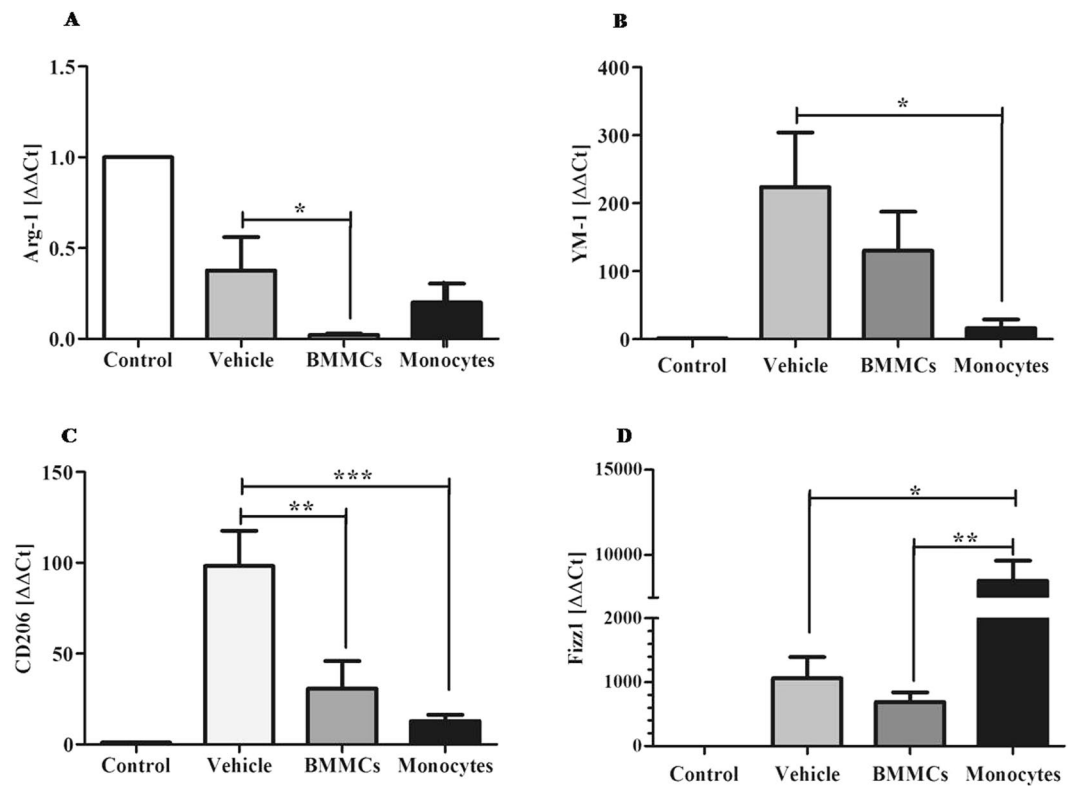 A
Arg-1 [ΔΔCt]
1.5
1.0
0.5
0.0
*
Control Vehicle BMMCs Monocytes
B
YM-1 [ΔΔCt]
400
300
200
100
0
*
Control Vehicle BMMCs Monocytes
C
CD206 [ΔΔCt]
150
100
50
0
***
**
Control Vehicle BMMCs Monocytes
D
Fizz1 [ΔΔCt]
15000
10000
2000
1000
0
*
**
Control Vehicle BMMCs Monocytes